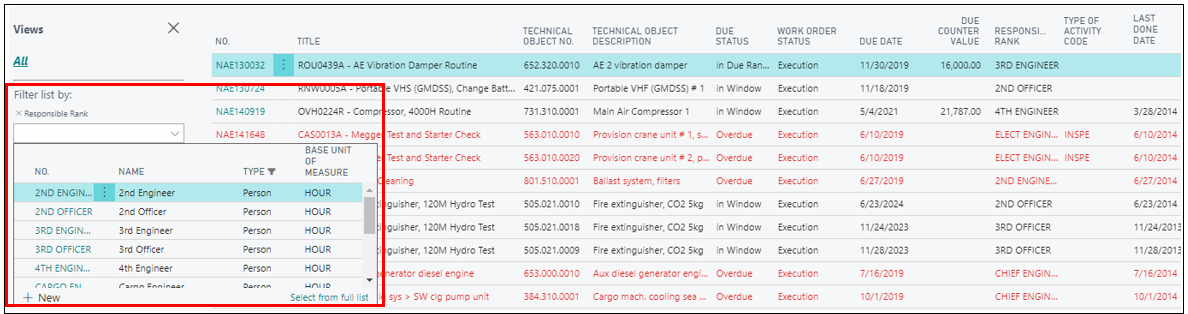 Views
All
Filter list by:
× Responsible Rank
NO.
NAME
TYPE
BASE UNIT OF MEASURE
2ND ENGIN... 2nd Engineer Person HOUR
2ND OFFICER 2nd Officer Person HOUR
3RD ENGIN... 3rd Engineer Person HOUR
3RD OFFICER 3rd Officer Person HOUR
4TH ENGIN... 4th Engineer Person HOUR
CARGO EN... Cargo Engineer Person HOUR
+ New
Select from full list
NO.
TITLE
TECHNICAL OBJECT NO.
TECHNICAL OBJECT DESCRIPTION
DUE STATUS
WORK ORDER STATUS
DUE DATE
DUE COUNTER VALUE
RESPONSI... RANK
TYPE OF ACTIVITY CODE
LAST DONE DATE
NAE130032 ROU0439A - AE Vibration Damper Routine 652.320.0010 AE 2 vibration damper in Due Ran... Execution 11/30/2019 16,000.00 3RD ENGINEER
NAE130724 RNW0005A - Portable VHS (GMDSS), Change Batt... 421.075.0001 Portable VHF (GMDSS) # 1 in Window Execution 11/18/2019 2ND OFFICER
NAE140919 OVH0224R - Compressor, 4000H Routine 731.310.0001 Main Air Compressor 1 in Window Execution 5/4/2021 21,787.00 4TH ENGINEER 3/28/2014
NAE141648 CAS0013A - Megger Test and Starter Check 563.010.0010 Provision crane unit # 1, s... Overdue Execution 6/10/2019 ELECT ENGIN... INSPE 6/10/2014
Test and Starter Check 563.010.0020 Provision crane unit # 2, p... Overdue Execution 6/10/2019 ELECT ENGIN... INSPE 6/10/2014
Cleaning 801.510.0001 Ballast system, filters Overdue Execution 6/27/2019 2ND ENGINE... 6/27/2014
tinguisher, 120M Hydro Test 505.021.0010 Fire extinguisher, CO2 5kg in Window Execution 6/23/2024 2ND OFFICER 6/23/2014
tinguisher, 120M Hydro Test 505.021.0018 Fire extinguisher, CO2 5kg in Window Execution 11/24/2023 3RD OFFICER 11/24/2013
tinguisher, 120M Hydro Test 505.021.0009 Fire extinguisher, CO2 5kg in Window Execution 11/28/2023 3RD OFFICER 11/28/2013
enerator diesel engine 653.000.0010 Aux diesel generator engi... Overdue Execution 7/16/2019 CHIEF ENGIN... 7/16/2014
sys > SW clg pump unit 384.310.0001 Cargo mach. cooling sea ... Overdue Execution 10/1/2019 CHIEF ENGIN... 10/1/2014